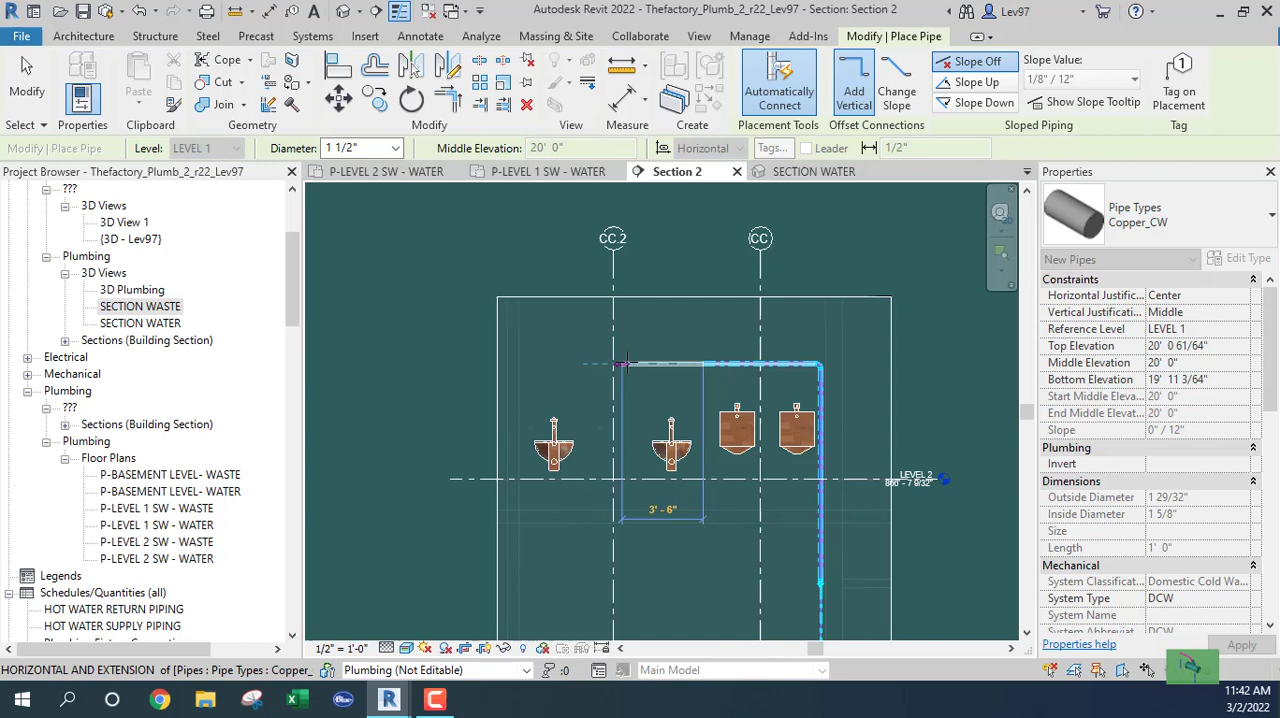 Autodesk Revit 2022 - Thefactory_Plumb_2_r22_Lev97 - Section: Section 2
Lev97
File
Architecture
Structure
Steel
Precast
Systems
Insert
Annotate
Analyze
Massing & Site
Collaborate
View
Manage
Add-Ins
Modify | Place Pipe
Modify
Paste
Cope
Cut
Join
Automatically
Connect
Add
Vertical
Change
Slope
Slope Off
Slope Up
Slope Down
Slope Value:
1/8" / 12"
Show Slope Tooltip
Tag on
Placement
Select
Properties
Clipboard
Geometry
Modify
View
Measure
Create
Placement Tools
Offset Connections
Sloped Piping
Tag
Modify | Place Pipe
Level:
LEVEL 1
Diameter:
1 1/2"
Middle Elevation:
20' 0"
Horizontal
Tags...
Leader
1/2"
Project Browser - Thefactory_Plumb_2_r22_Lev97
???
3D Views
3D View 1
{3D - Lev97}
Plumbing
3D Views
3D Plumbing
SECTION WASTE
SECTION WATER
Sections (Building Section)
Electrical
Mechanical
Plumbing
???
Sections (Building Section)
Plumbing
Floor Plans
P-BASEMENT LEVEL- WASTE
P-BASEMENT LEVEL- WATER
P-LEVEL 1 SW - WASTE
P-LEVEL 1 SW - WATER
P-LEVEL 2 SW - WASTE
P-LEVEL 2 SW - WATER
Legends
Schedules/Quantities (all)
HOT WATER RETURN PIPING
HOT WATER SUPPLY PIPING
P-LEVEL 2 SW - WATER
P-LEVEL 1 SW - WATER
Section 2
SECTION WATER
CC.2
CC
3' - 6"
LEVEL 2
1/2" = 1'-0"
Properties
Pipe Types
Copper_CW
New Pipes
Edit Type
Constraints
Horizontal Justific... Center
Vertical Justificati... Middle
Reference Level LEVEL 1
Top Elevation 20' 0 61/64"
Middle Elevation 20' 0"
Bottom Elevation 19' 11 3/64"
Start Middle Elev... 20' 0"
End Middle Elevat... 20' 0"
Slope 0" / 12"
Plumbing
Invert
Dimensions
Outside Diameter 1 29/32"
Inside Diameter 1 5/8"
Size
Length 1' 0"
Mechanical
System Classificat... Domestic Cold Wa...
System Type DCW
System Name
Properties help
Apply
HORIZONTAL AND EXTENSION of [Pipes : Pipe Types : Copper_
Plumbing (Not Editable)
:0
Main Model
11:42 AM
3/2/2022